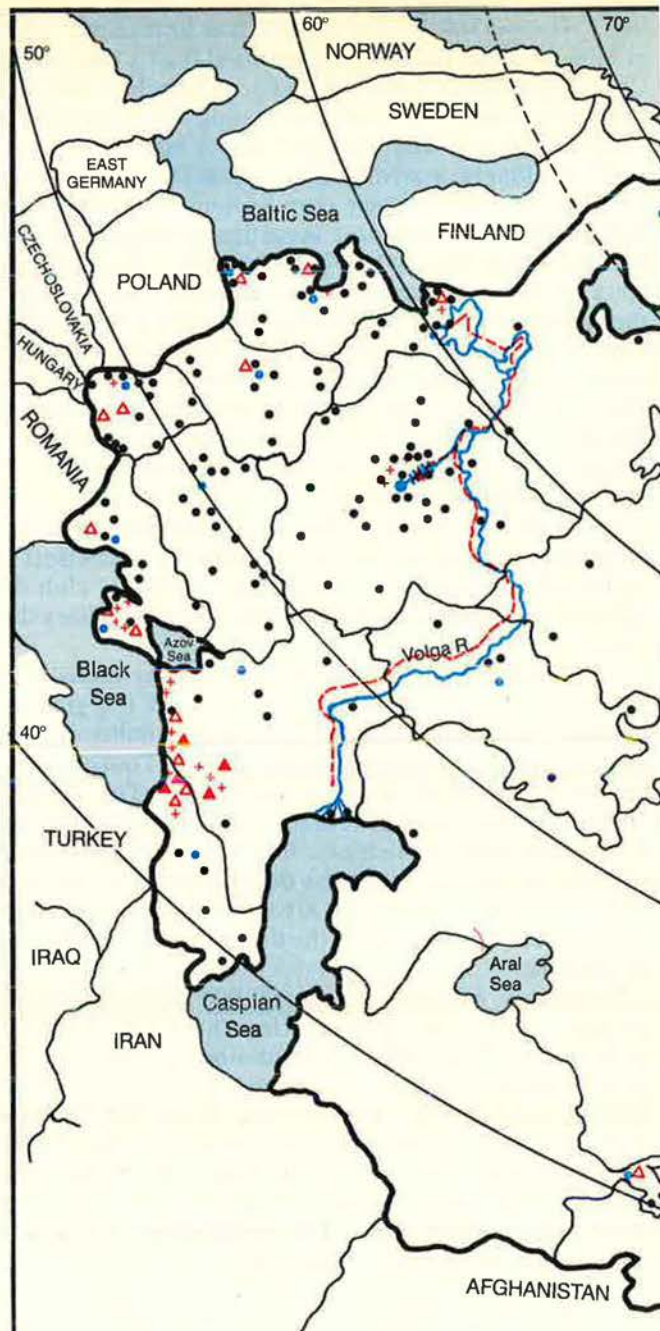 50°
60°
70°
NORWAY
SWEDEN
EAST
GERMANY
Baltic Sea
FINLAND
CZECHOSLOVAKIA
POLAND
HUNGARY
ROMANIA
Azov
Sea
Volga R.
Black
Sea
40°
TURKEY
IRAQ
Aral
Sea
Caspian
Sea
IRAN
AFGHANISTAN